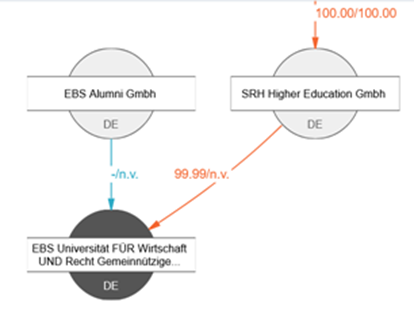 100.00/100.00
EBS Alumni Gmbh
DE
SRH Higher Education Gmbh
DE
-/n.v.
99.99/n.v.
EBS Universität FÜR Wirtschaft
UND Recht Gemeinnützige...
DE